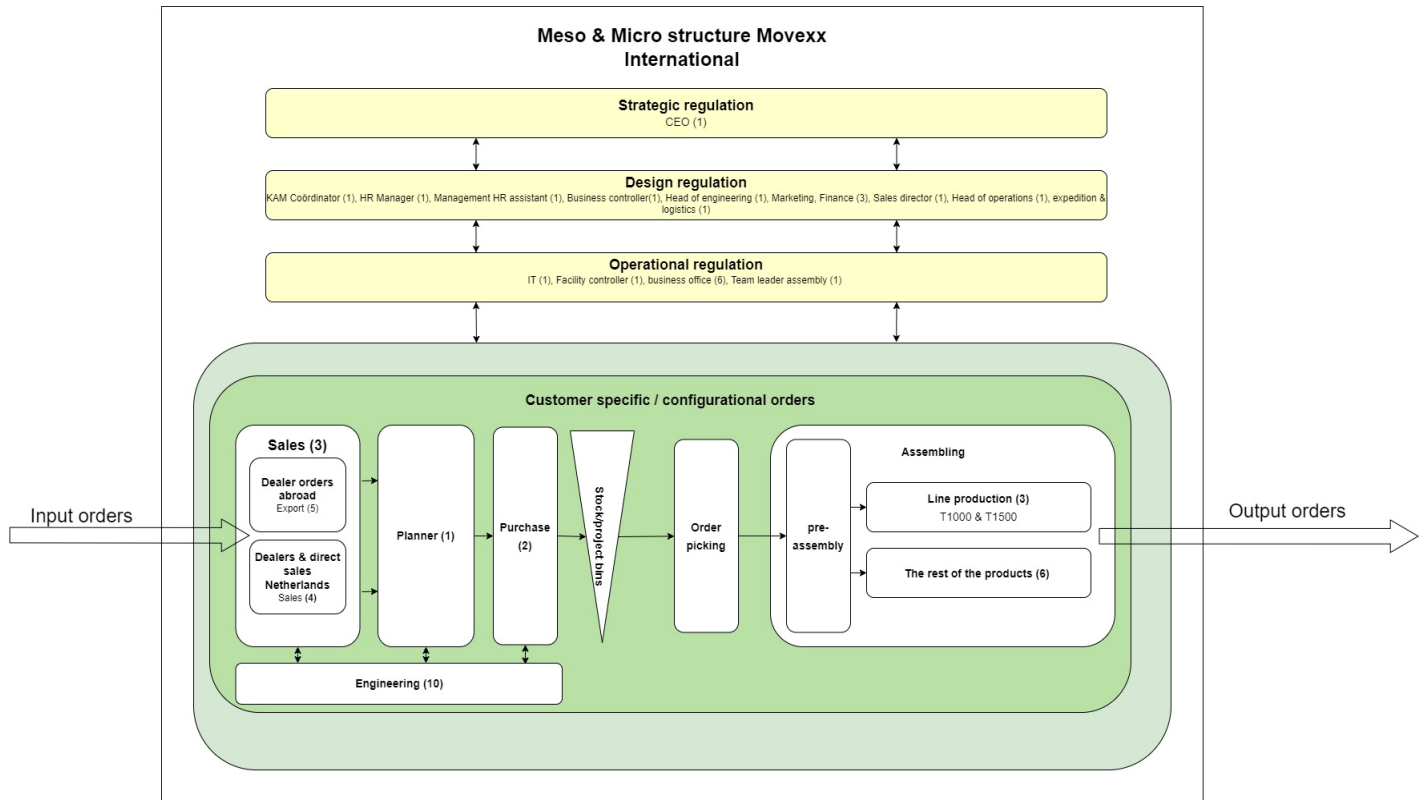 Meso & Micro structure Movexx
International
Strategic regulation
CEO (1)
Design regulation
KAM Coördinator (1), HR Manager (1), Management HR assistant (1), Business controller(1), Head of engineering (1), Marketing, Finance (3), Sales director (1), Head of operations (1), expedition &
logistics (1)
Operational regulation
IT (1), Facility controller (1), business office (6), Team leader assembly (1)
Customer specific / configurational orders
Input orders
Sales (3)
Dealer orders
abroad
Export (5)
Dealers & direct
sales
Netherlands
Sales (4)
Planner (1)
Purchase
(2)
Stock/project bins
Order
picking
Assembling
pre-
assembly
Line production (3)
T1000 & T1500
The rest of the products (6)
Engineering (10)
Output orders